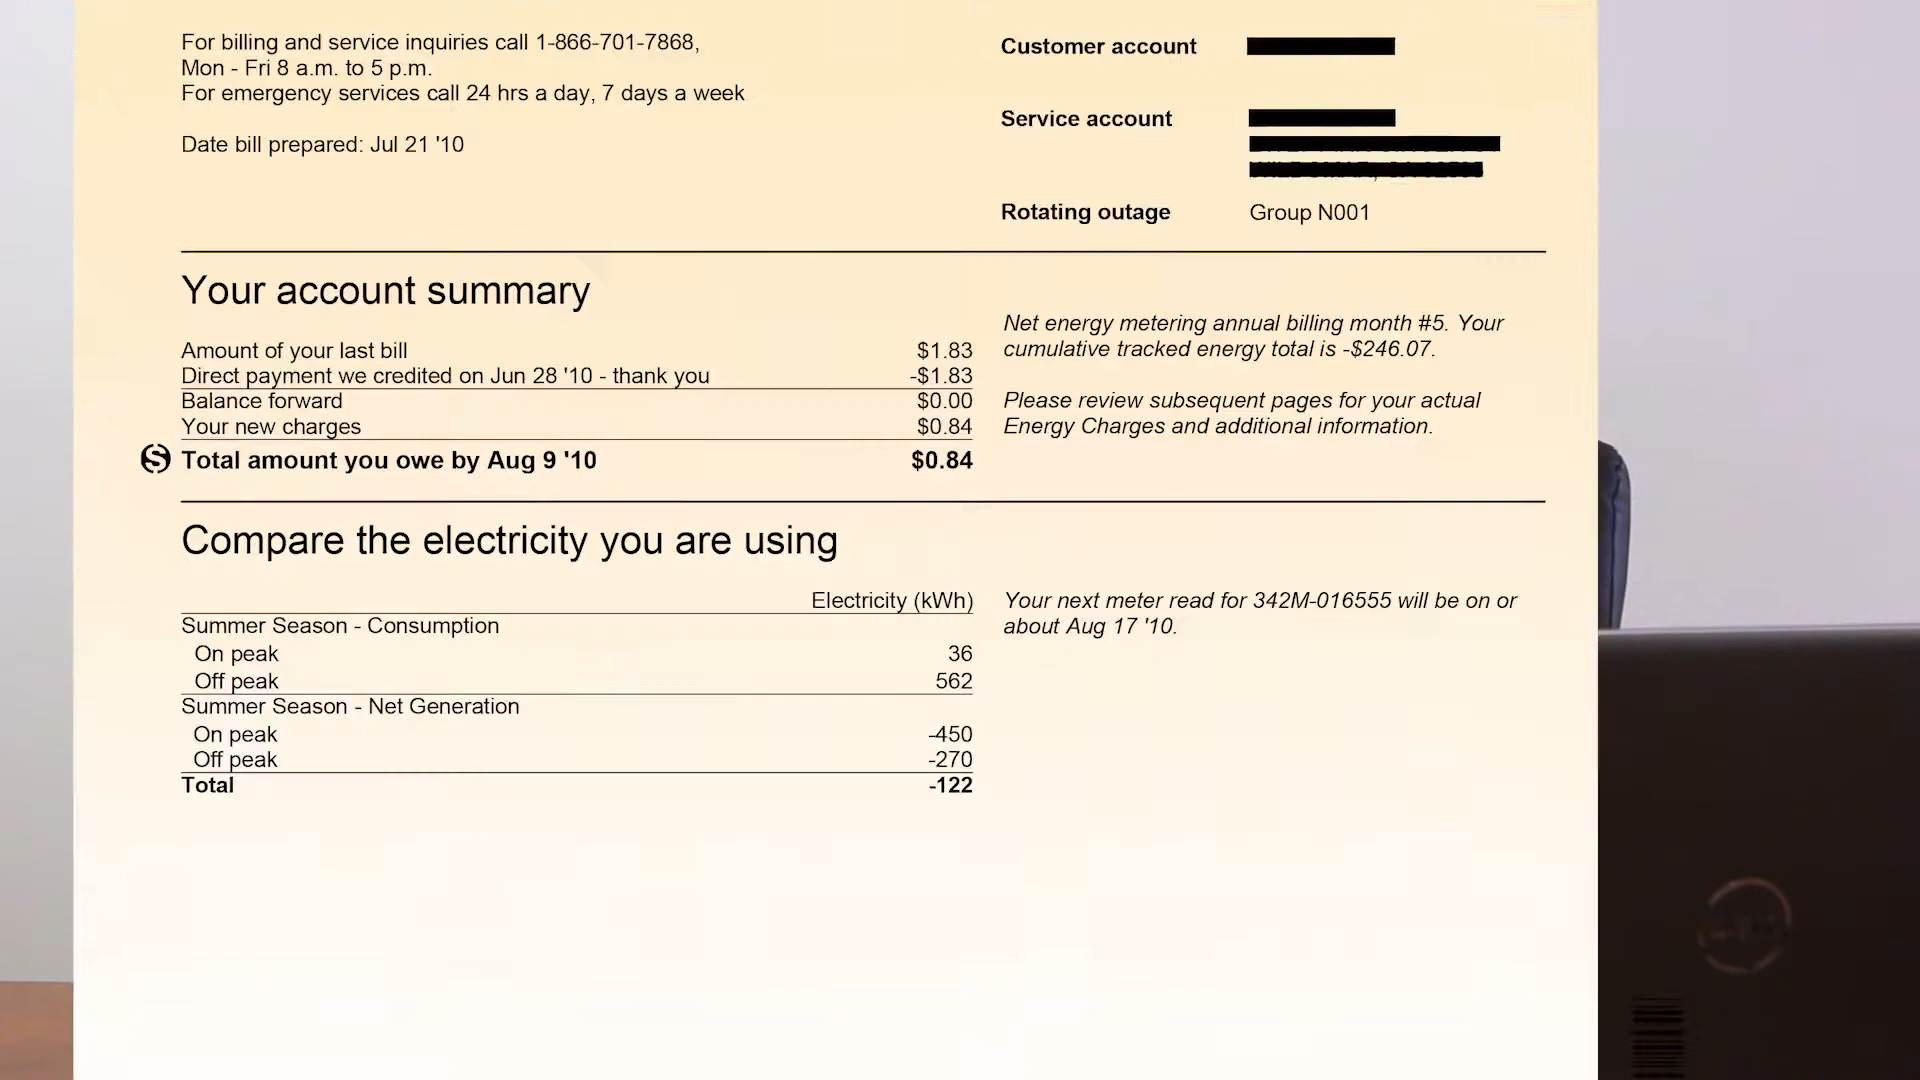 For billing and service inquiries call 1-866-701-7868,
Mon - Fri 8 a.m. to 5 p.m.
For emergency services call 24 hrs a day, 7 days a week
Date bill prepared: Jul 21 '10
Customer account
Service account
Rotating outage Group N001
Your account summary
Amount of your last bill $1.83
Direct payment we credited on Jun 28 '10 - thank you -$1.83
Balance forward $0.00
Your new charges $0.84
Total amount you owe by Aug 9 '10 $0.84
Net energy metering annual billing month #5. Your
cumulative tracked energy total is -$246.07.
Please review subsequent pages for your actual
Energy Charges and additional information.
Compare the electricity you are using
Electricity (kWh)
Summer Season - Consumption
On peak 36
Off peak 562
Summer Season - Net Generation
On peak -450
Off peak -270
Total -122
Your next meter read for 342M-016555 will be on or
about Aug 17 '10.